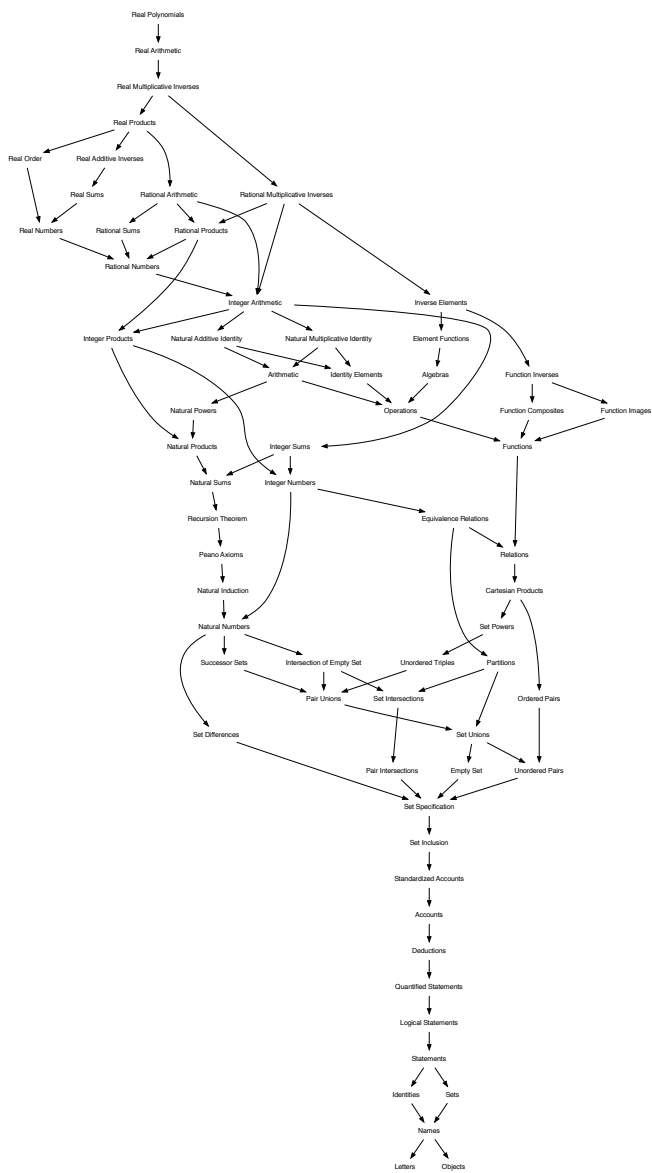 Real Polynomials
Real Arithmetic
Real Multiplicative Inverses
Real Products
Real Order
Real Additive Inverses
Real Sums
Rational Arithmetic
Rational Multiplicative Inverses
Real Numbers
Rational Sums
Rational Products
Rational Numbers
Integer Arithmetic
Inverse Elements
Integer Products
Natural Additive Identity
Natural Multiplicative Identity
Element Functions
Arithmetic
Identity Elements
Algebras
Function Inverses
Natural Powers
Operations
Function Composites
Function Images
Natural Products
Integer Sums
Functions
Natural Sums
Integer Numbers
Recursion Theorem
Equivalence Relations
Peano Axioms
Relations
Natural Induction
Cartesian Products
Natural Numbers
Set Powers
Successor Sets
Intersection of Empty Set
Unordered Triples
Partitions
Pair Unions
Set Intersections
Ordered Pairs
Set Differences
Set Unions
Pair Intersections
Empty Set
Unordered Pairs
Set Specification
Set Inclusion
Standardized Accounts
Accounts
Deductions
Quantified Statements
Logical Statements
Statements
Identities
Sets
Names
Letters
Objects